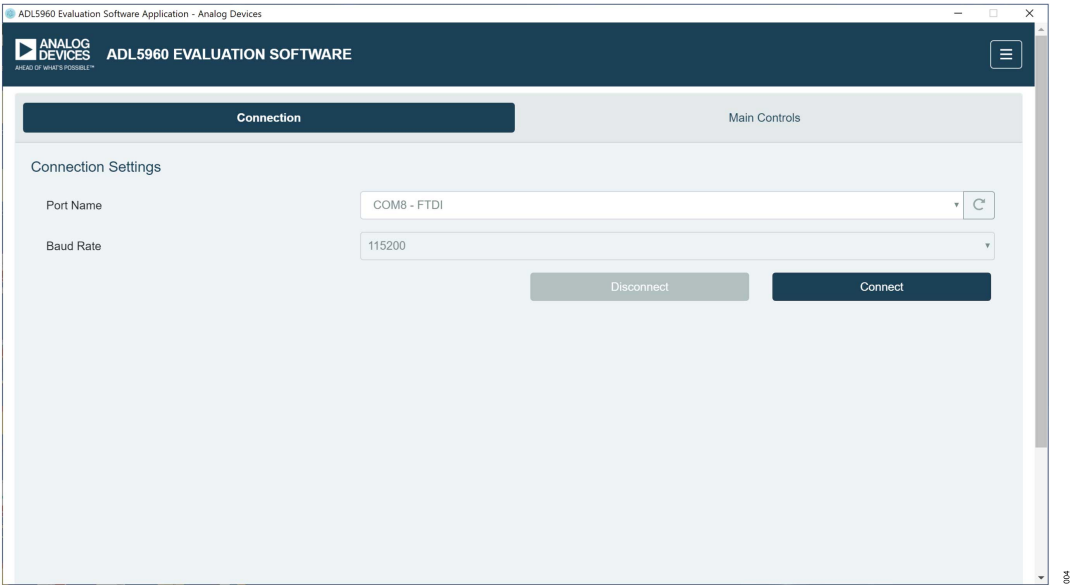 ADL5960 Evaluation Software Application - Analog Devices
ANALOG
DEVICES
AHEAD OF WHAT'S POSSIBLE™
ADL5960 EVALUATION SOFTWARE
Connection
Main Controls
Connection Settings
Port Name
COM8 - FTDI
Baud Rate
115200
Disconnect
Connect
004